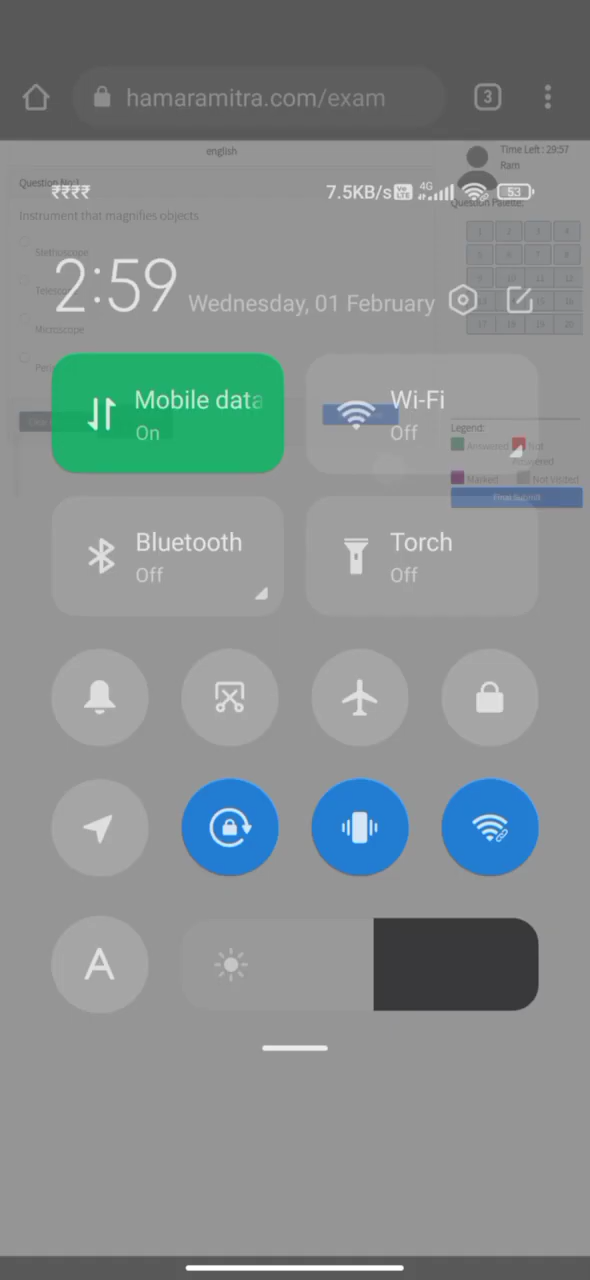 hamaramitra.com/exam
3
english
Time Left : 29:57
Ram
Question No:1
₹₹₹₹
7.5KB/s
Vo LTE
4G
53
Question Palette:
Instrument that magnifies objects
1 2 3 4
Stethoscope
5 6 7 8
2:59
Wednesday, 01 February
9 10 11 12
15 16
Microscope
17 18 19 20
Mobile data
On
Wi-Fi
Off
Legend:
Answered
Not Answered
Marked
Not Visited
Final Submit
Bluetooth
Off
Torch
Off
A